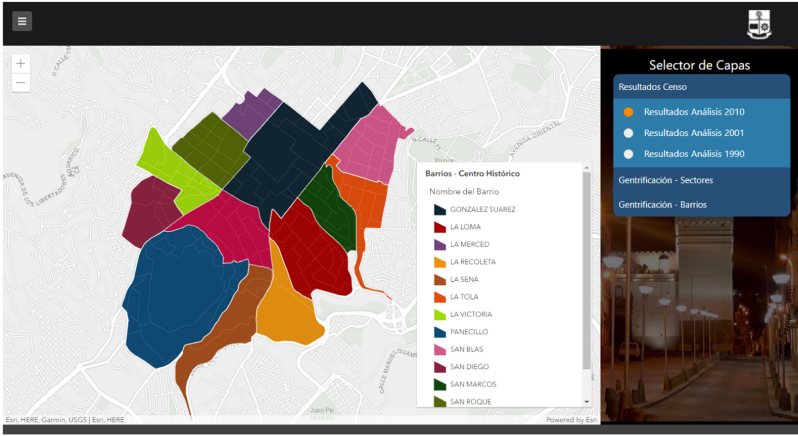 Selector de Capas
Resultados Censo
Resultados Análisis 2010
Resultados Análisis 2001
Resultados Análisis 1990
Gentrificación - Sectores
Gentrificación - Barrios
AVENIDA ORIENTAL
Barrios - Centro Histórico
Nombre del Barrio
GONZALEZ SUAREZ
LA LOMA
LA MERCED
LA RECOLETA
LA SENA
LA TOLA
LA VICTORIA
PANECILLO
SAN BLAS
SAN DIEGO
SAN MARCOS
SAN ROQUE
Esri, HERE, Garmin, USGS | Esri, HERE
Powered by Esri